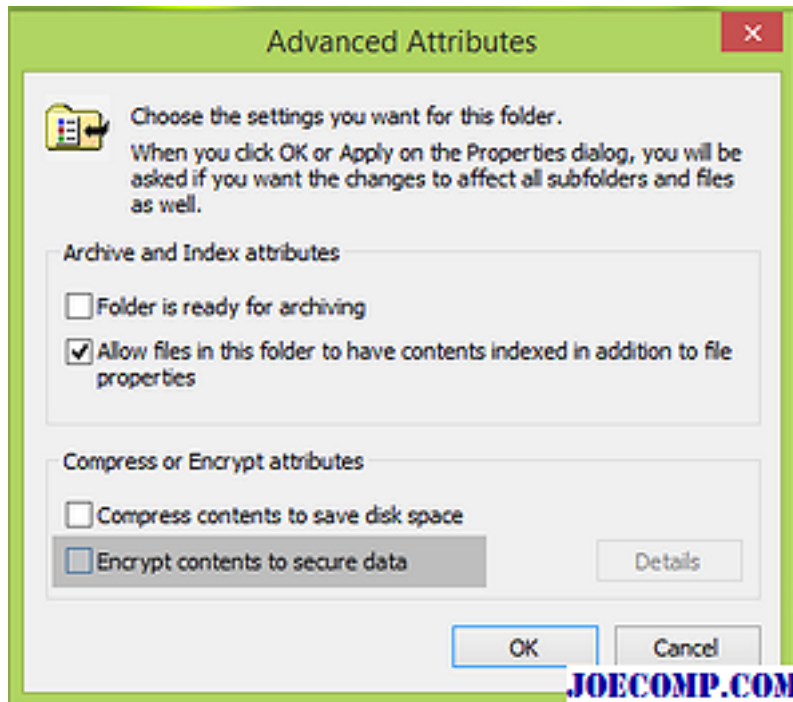 Advanced Attributes
Choose the settings you want for this folder.
When you click OK or Apply on the Properties dialog, you will be
asked if you want the changes to affect all subfolders and files
as well.
Archive and Index attributes
Folder is ready for archiving
Allow files in this folder to have contents indexed in addition to file
properties
Compress or Encrypt attributes
Compress contents to save disk space
Encrypt contents to secure data
Details
OK
Cancel
JOECOMP.COM